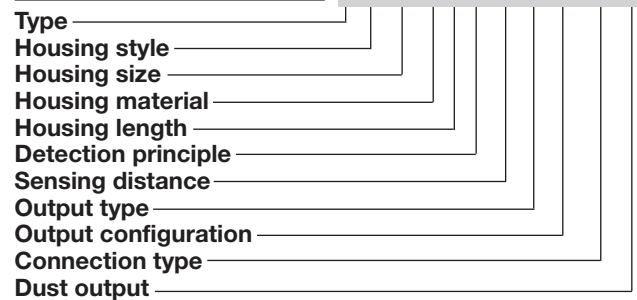 Type
Housing style
Housing size
Housing material
Housing length
Detection principle
Sensing distance
Output type
Output configuration
Connection type
Dust output